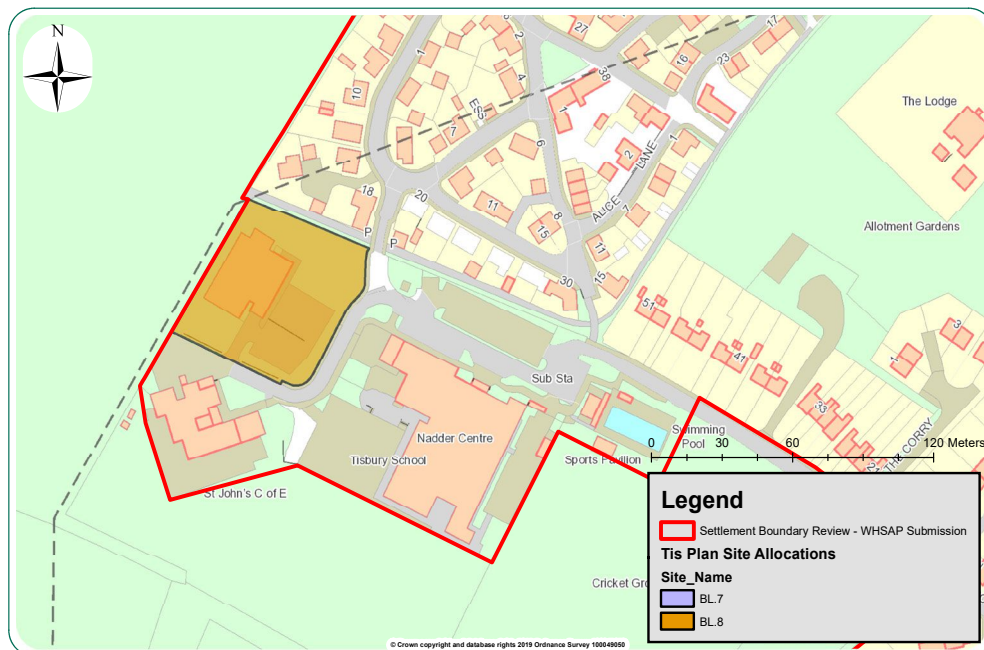 N
27
2
1
38
16
23
17
The Lodge
10
4
ESS
7
1
6
2
LANE
1
18
20
11
8
ALICE
7
15
Allotment Gardens
P
P
11
15
30
51
3
1
41
Sub Sta
33
Nadder Centre
Swimming
Pool
THE CORRY
Tisbury School
Sports Pavilion
0 30 60 120 Meters
St John's C of E
Cricket Gro
Legend
Settlement Boundary Review - WHSAP Submission
Tis Plan Site Allocations
Site_Name
BL.7
BL.8
© Crown copyright and database rights 2019 Ordnance Survey 100049050